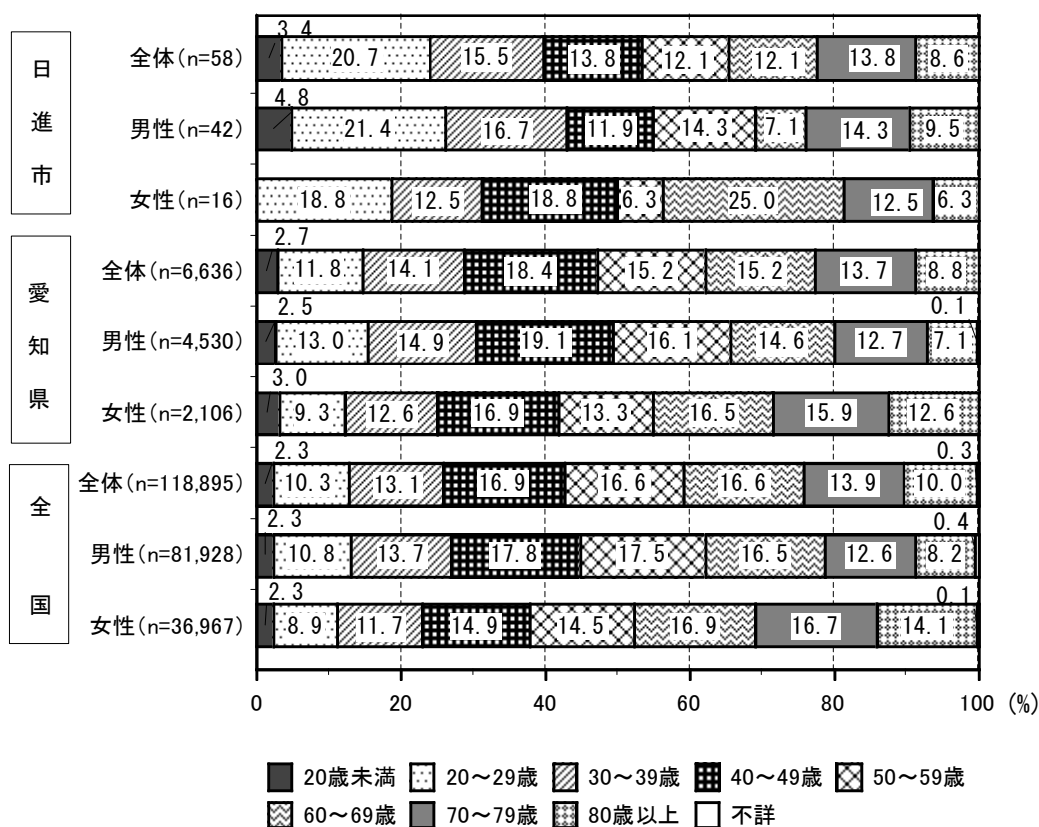 日進市
3.4
全体(n=58) 20.7 15.5 13.8 12.1 12.1 13.8 8.6
4.8
男性(n=42) 21.4 16.7 11.9 14.3 7.1 14.3 9.5
女性(n=16) 18.8 12.5 18.8 6.3 25.0 12.5 6.3
愛知県
2.7
全体(n=6,636) 11.8 14.1 18.4 15.2 15.2 13.7 8.8
2.5 0.1
男性(n=4,530) 13.0 14.9 19.1 16.1 14.6 12.7 7.1
3.0
女性(n=2,106) 9.3 12.6 16.9 13.3 16.5 15.9 12.6
全国
2.3 0.3
全体(n=118,895) 10.3 13.1 16.9 16.6 16.6 13.9 10.0
2.3 0.4
男性(n=81,928) 10.8 13.7 17.8 17.5 16.5 12.6 8.2
2.3 0.1
女性(n=36,967) 8.9 11.7 14.9 14.5 16.9 16.7 14.1
0 20 40 60 80 100 (%)
20歳未満 20～29歳 30～39歳 40～49歳 50～59歳
60～69歳 70～79歳 80歳以上 不詳